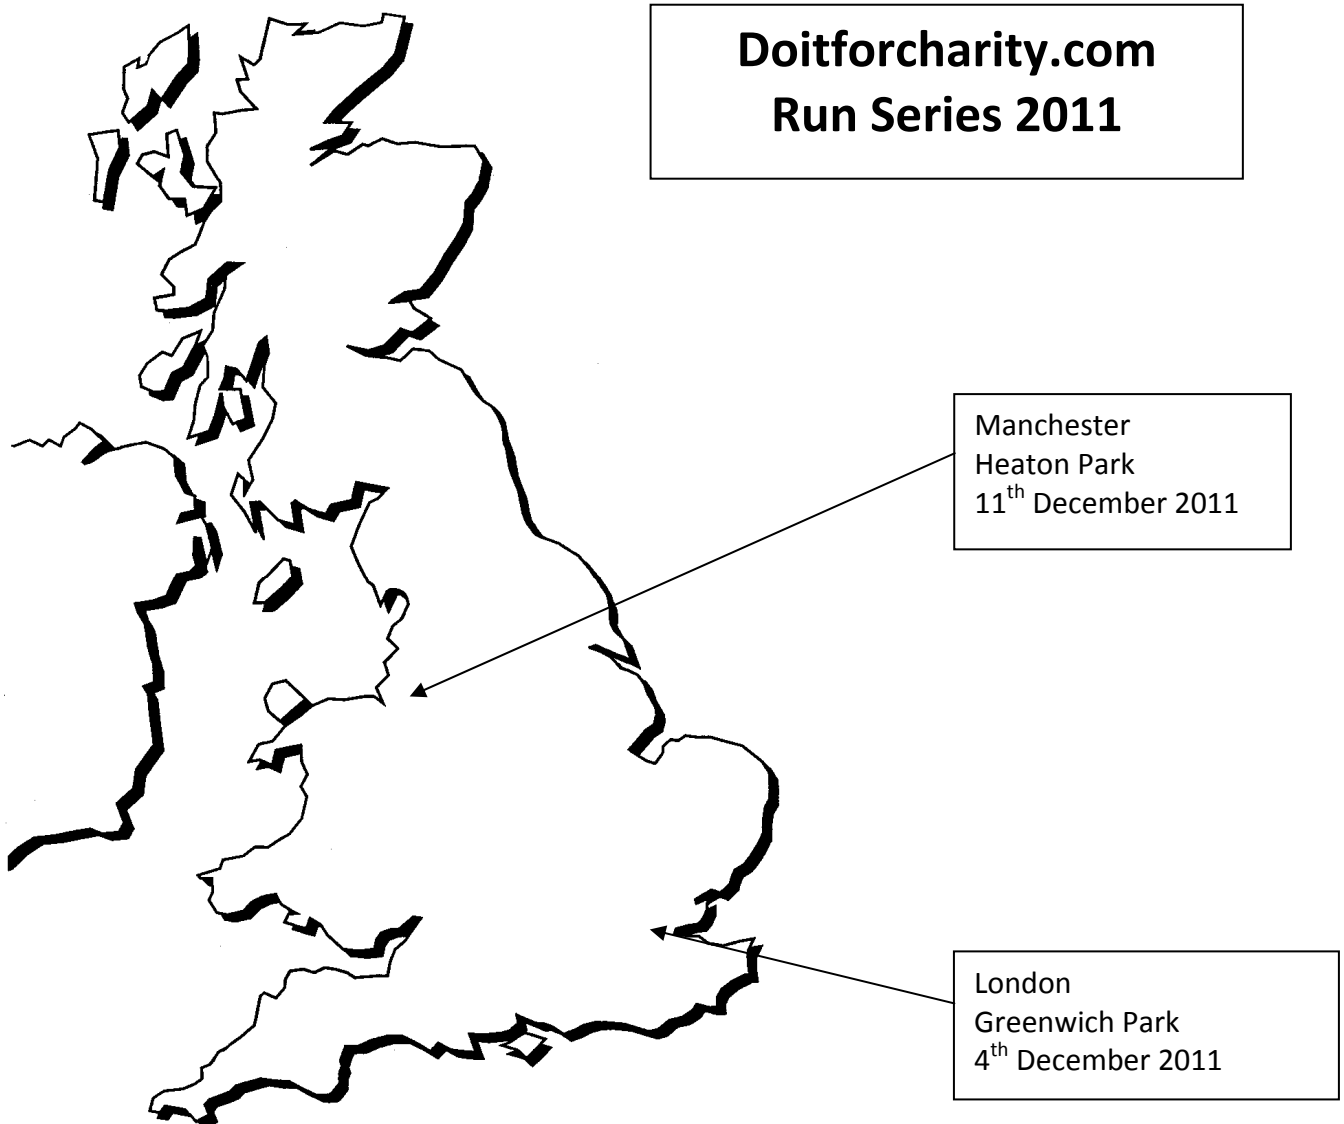 Doitforcharity.com
Run Series 2011
Manchester
Heaton Park
11th December 2011
London
Greenwich Park
4th December 2011